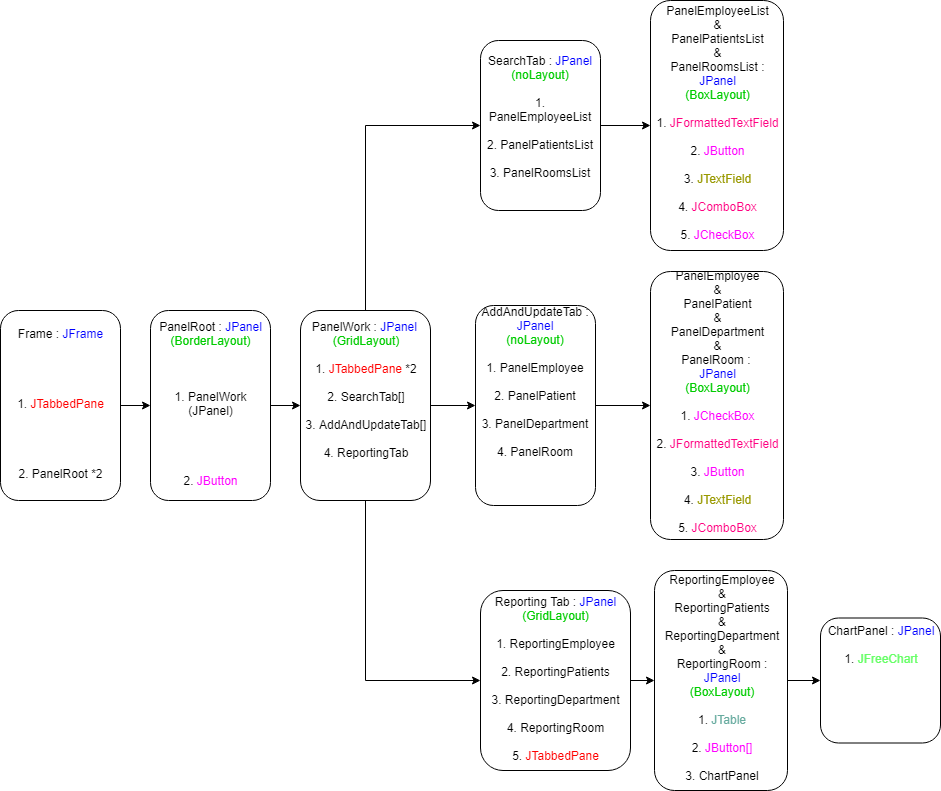 Frame : JFrame
1. JTabbedPane
2. PanelRoot *2
PanelRoot : JPanel
(BorderLayout)
1. PanelWork
(JPanel)
2. JButton
PanelWork : JPanel
(GridLayout)
1. JTabbedPane *2
2. SearchTab[]
3. AddAndUpdateTab[]
4. ReportingTab
SearchTab : JPanel
(noLayout)
1.
PanelEmployeeList
2. PanelPatientsList
3. PanelRoomsList
PanelEmployeeList
&
PanelPatientsList
&
PanelRoomsList :
JPanel
(BoxLayout)
1. JFormattedTextField
2. JButton
3. JTextField
4. JComboBox
5. JCheckBox
AddAndUpdateTab :
JPanel
(noLayout)
1. PanelEmployee
2. PanelPatient
3. PanelDepartment
4. PanelRoom
PanelEmployee
&
PanelPatient
&
PanelDepartment
&
PanelRoom :
JPanel
(BoxLayout)
1. JCheckBox
2. JFormattedTextField
3. JButton
4. JTextField
5. JComboBox
Reporting Tab : JPanel
(GridLayout)
1. ReportingEmployee
2. ReportingPatients
3. ReportingDepartment
4. ReportingRoom
5. JTabbedPane
ReportingEmployee
&
ReportingPatients
&
ReportingDepartment
&
ReportingRoom :
JPanel
(BoxLayout)
1. JTable
2. JButton[]
3. ChartPanel
ChartPanel : JPanel
1. JFreeChart